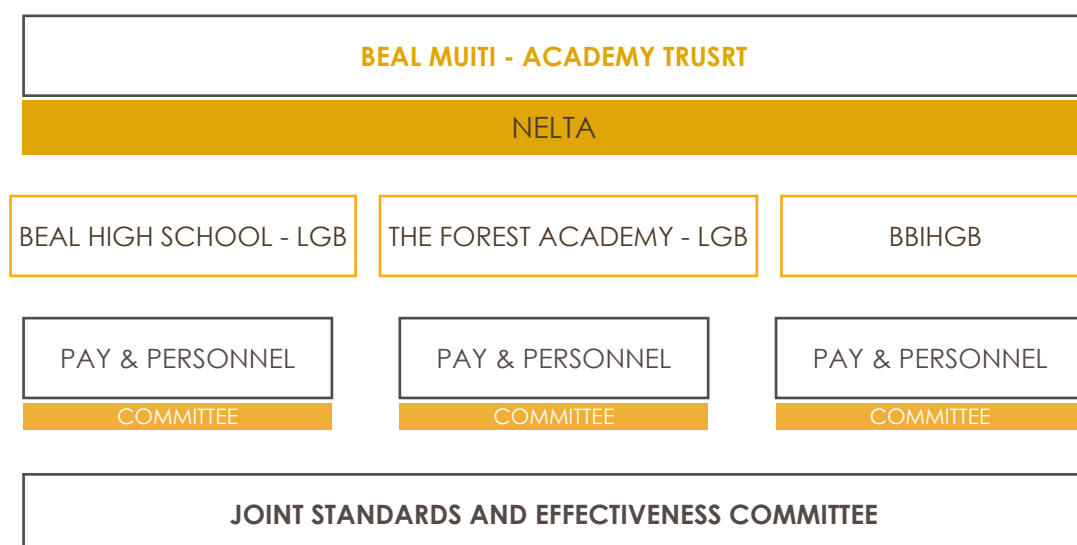 BEAL MUITI - ACADEMY TRUSRT
NELTA
BEAL HIGH SCHOOL - LGB
THE FOREST ACADEMY - LGB
BBIHGB
PAY & PERSONNEL
COMMITTEE
PAY & PERSONNEL
COMMITTEE
PAY & PERSONNEL
COMMITTEE
JOINT STANDARDS AND EFFECTIVENESS COMMITTEE